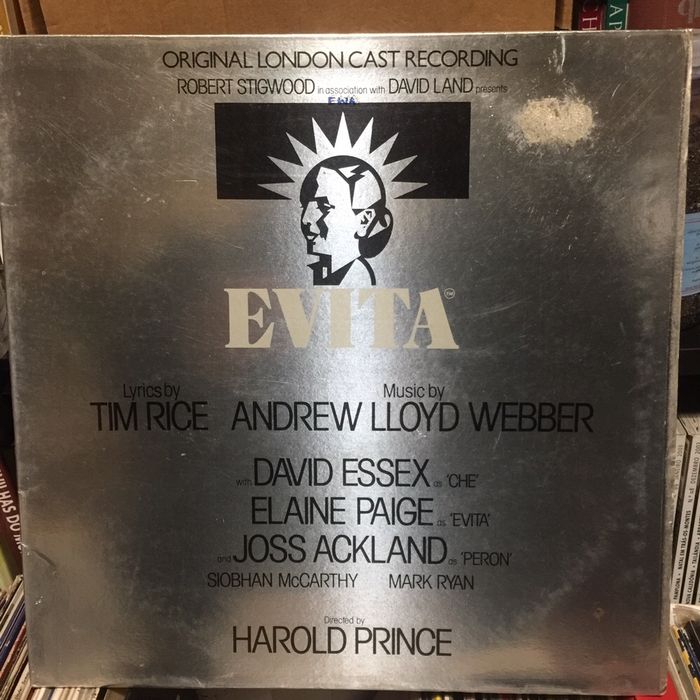 ORIGINAL LONDON CAST RECORDING
ROBERT STIGWOOD in association with DAVID LAND presents
EVITA™
Lyrics by Music by
TIM RICE ANDREW LLOYD WEBBER
with DAVID ESSEX as 'CHE'
ELAINE PAIGE as 'EVITA'
and JOSS ACKLAND as 'PERON'
SIOBHAN McCARTHY MARK RYAN
Directed by
HAROLD PRINCE